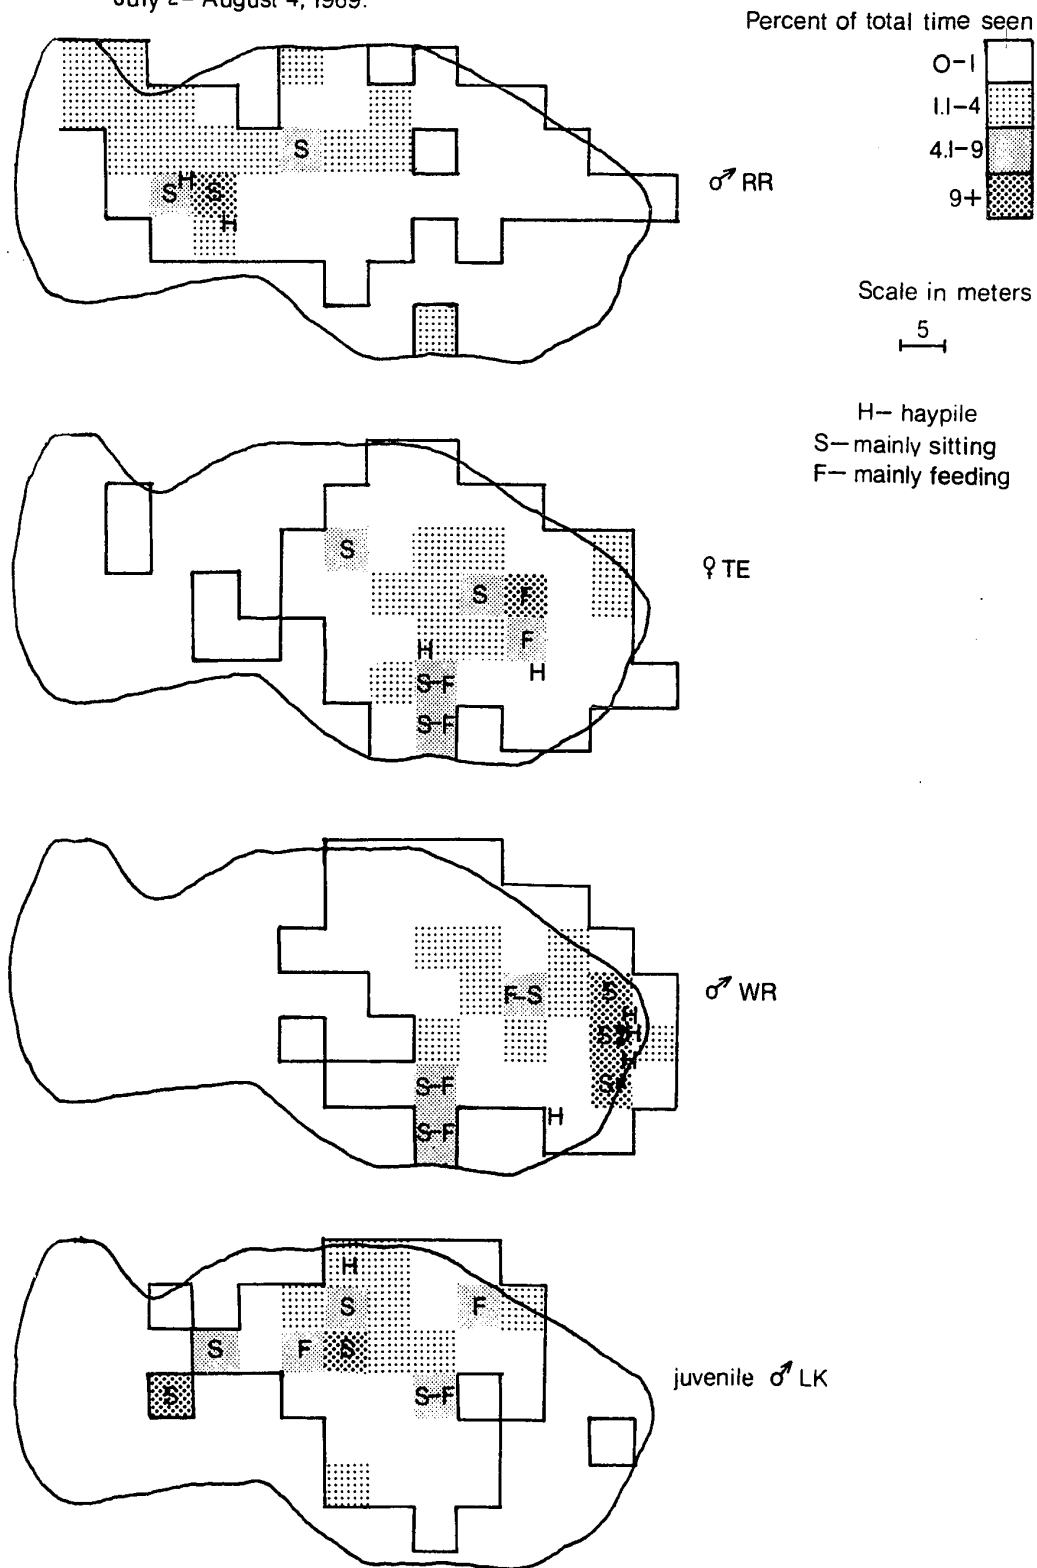 July 2– August 4, 1969.
Percent of total time seen
0–1
1.1–4
4.1–9
9+
S
♂ RR
S H S
H
Scale in meters
5
H– haypile
S–mainly sitting
F– mainly feeding
S
♀ TE
S F
F
H
H
S-F
S-F
♂ WR
F-S S
H
S H
H
S-F S
S-F
H
H
S F
S F S
juvenile ♂ LK
S S-F